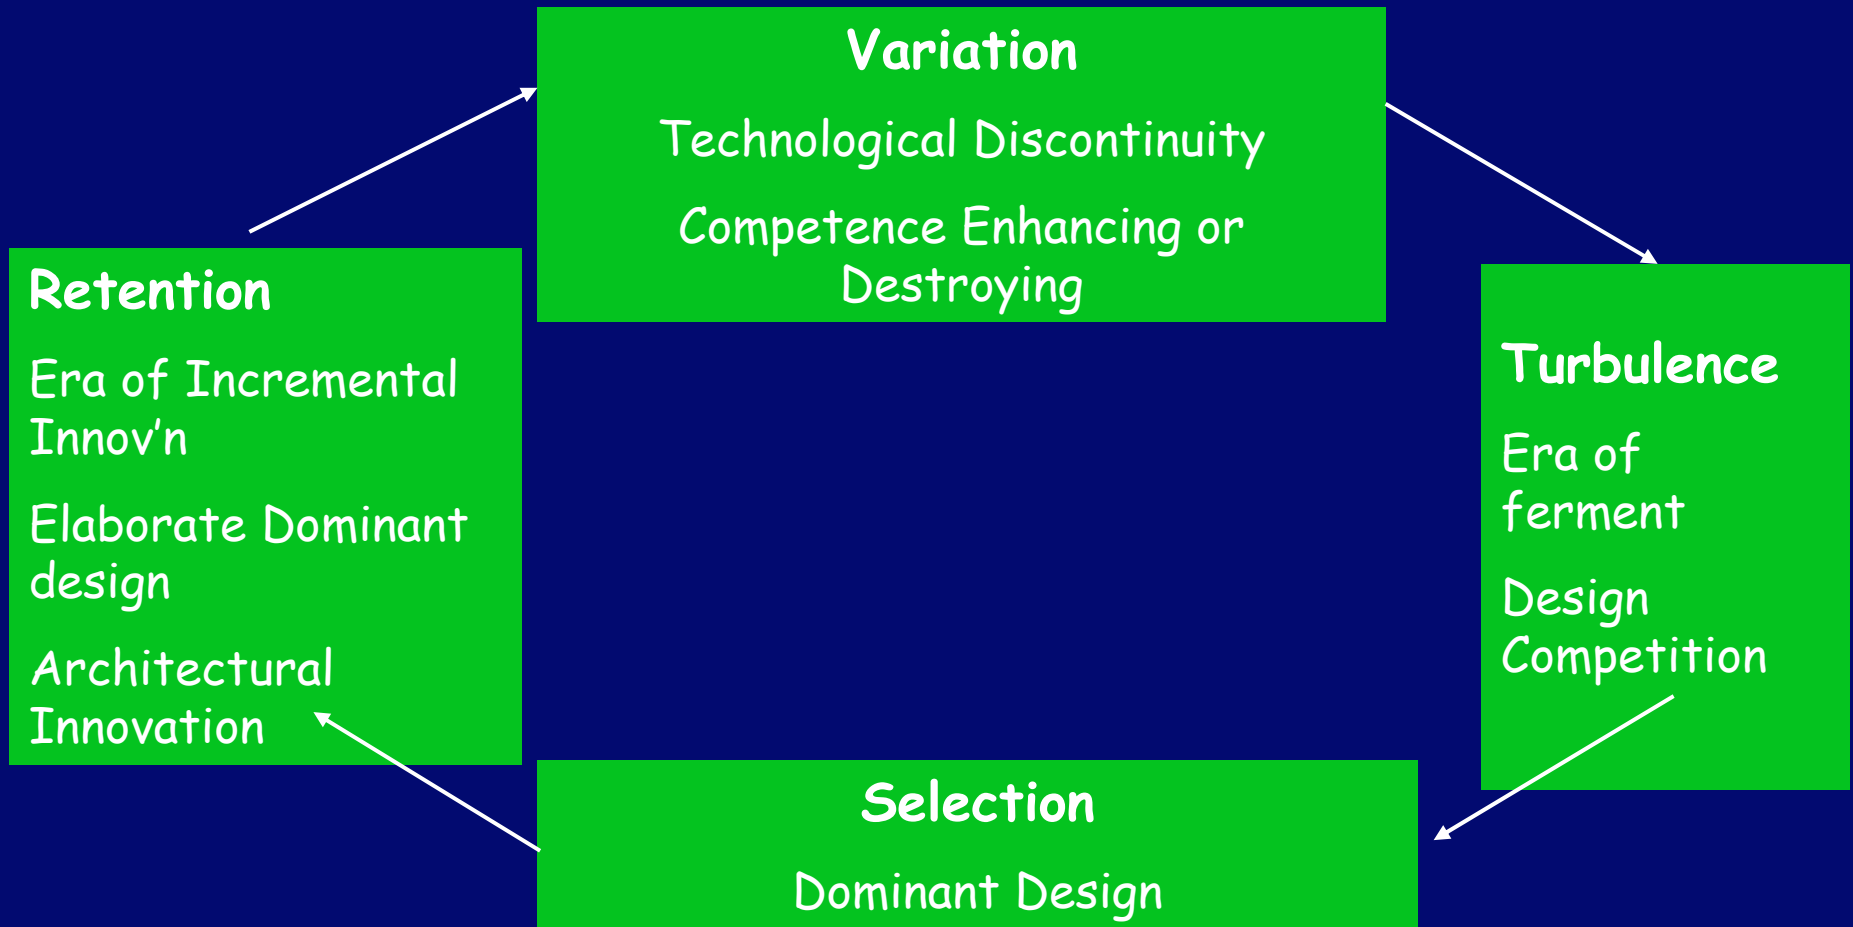 Variation
Technological Discontinuity
Competence Enhancing or
Destroying
Retention
Era of Incremental
Innov’n
Elaborate Dominant
design
Architectural
Innovation
Turbulence
Era of
ferment
Design
Competition
Selection
Dominant Design